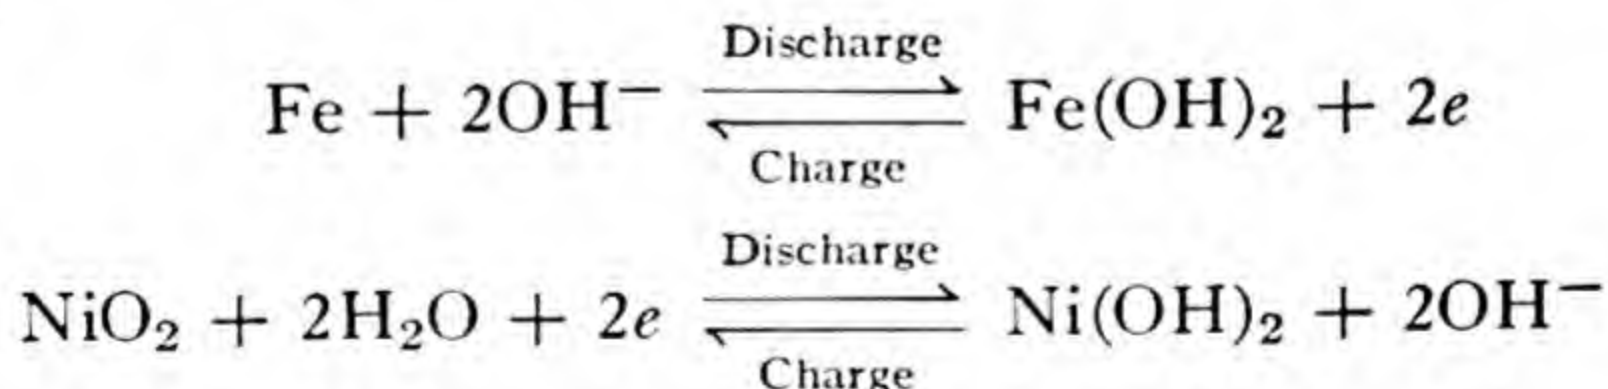 Discharge
Fe + 2OH⁻ ⇌ Fe(OH)₂ + 2e
Charge
Discharge
NiO₂ + 2H₂O + 2e ⇌ Ni(OH)₂ + 2OH⁻
Charge